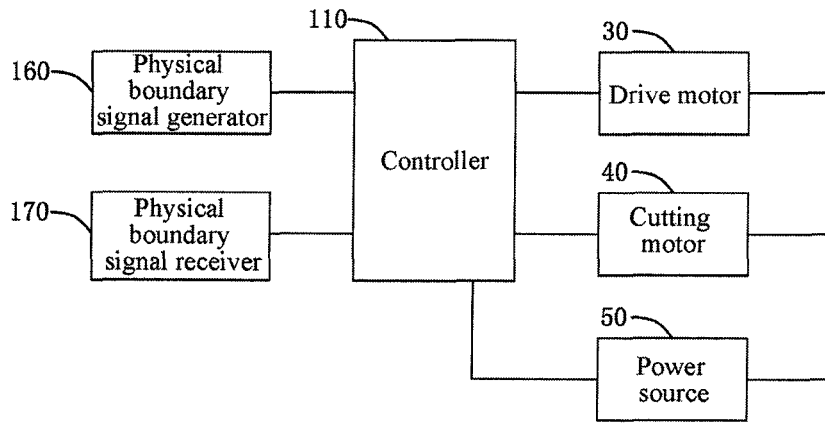 110
160
Physical
boundary
signal generator
170
Physical
boundary
signal receiver
Controller
30
Drive motor
40
Cutting
motor
50
Power
source